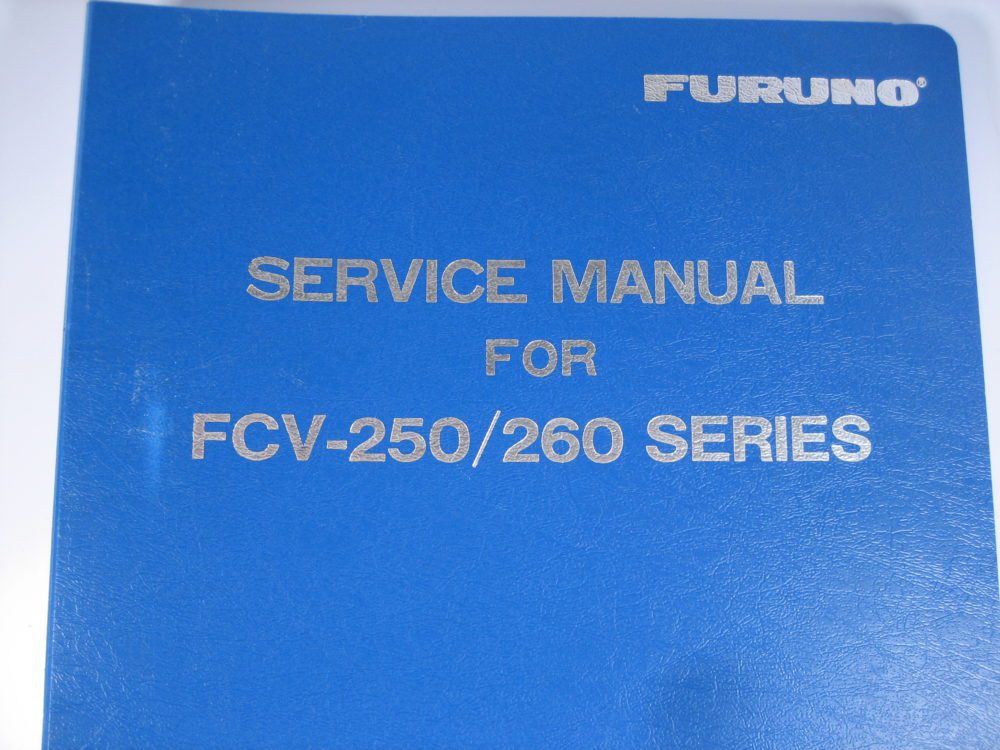 FURUNO®
SERVICE MANUAL
FOR
FCV-250/260 SERIES